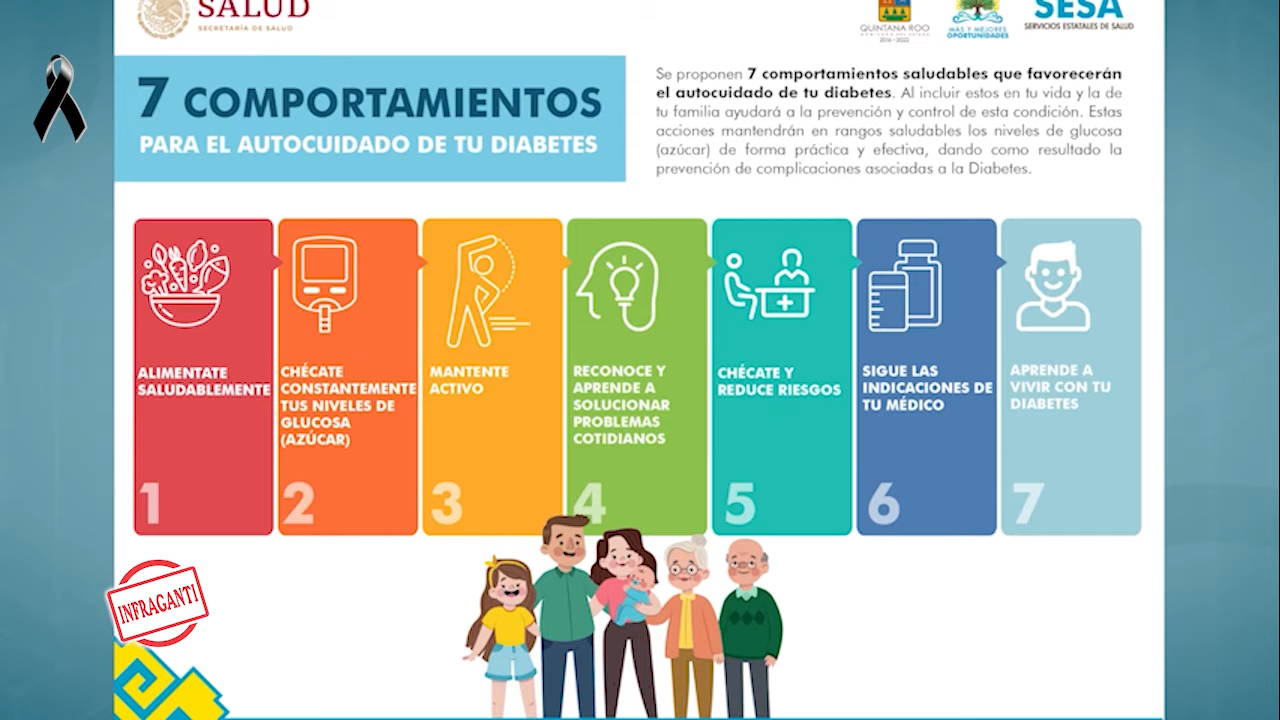 SALUD
SECRETARÍA DE SALUD
QUINTANA ROO
2016 - 2022
MÁS Y MEJORES
OPORTUNIDADES
SESA
SERVICIOS ESTATALES DE SALUD
7 COMPORTAMIENTOS
PARA EL AUTOCUIDADO DE TU DIABETES
Se proponen 7 comportamientos saludables que favorecerán
el autocuidado de tu diabetes. Al incluir estos en tu vida y la de
tu familia ayudará a la prevención y control de esta condición. Estas
acciones mantendrán en rangos saludables los niveles de glucosa
(azúcar) de forma práctica y efectiva, dando como resultado la
prevención de complicaciones asociadas a la Diabetes.
ALIMENTATE
SALUDABLEMENTE
1
CHÉCATE
CONSTANTEMENTE
TUS NIVELES DE
GLUCOSA
(AZÚCAR)
2
MANTENTE
ACTIVO
3
RECONOCE Y
APRENDE A
SOLUCIONAR
PROBLEMAS
COTIDIANOS
4
CHÉCATE Y
REDUCE RIESGOS
5
SIGUE LAS
INDICACIONES DE
TU MÉDICO
6
APRENDE A
VIVIR CON TU
DIABETES
7
INFRAGANTI